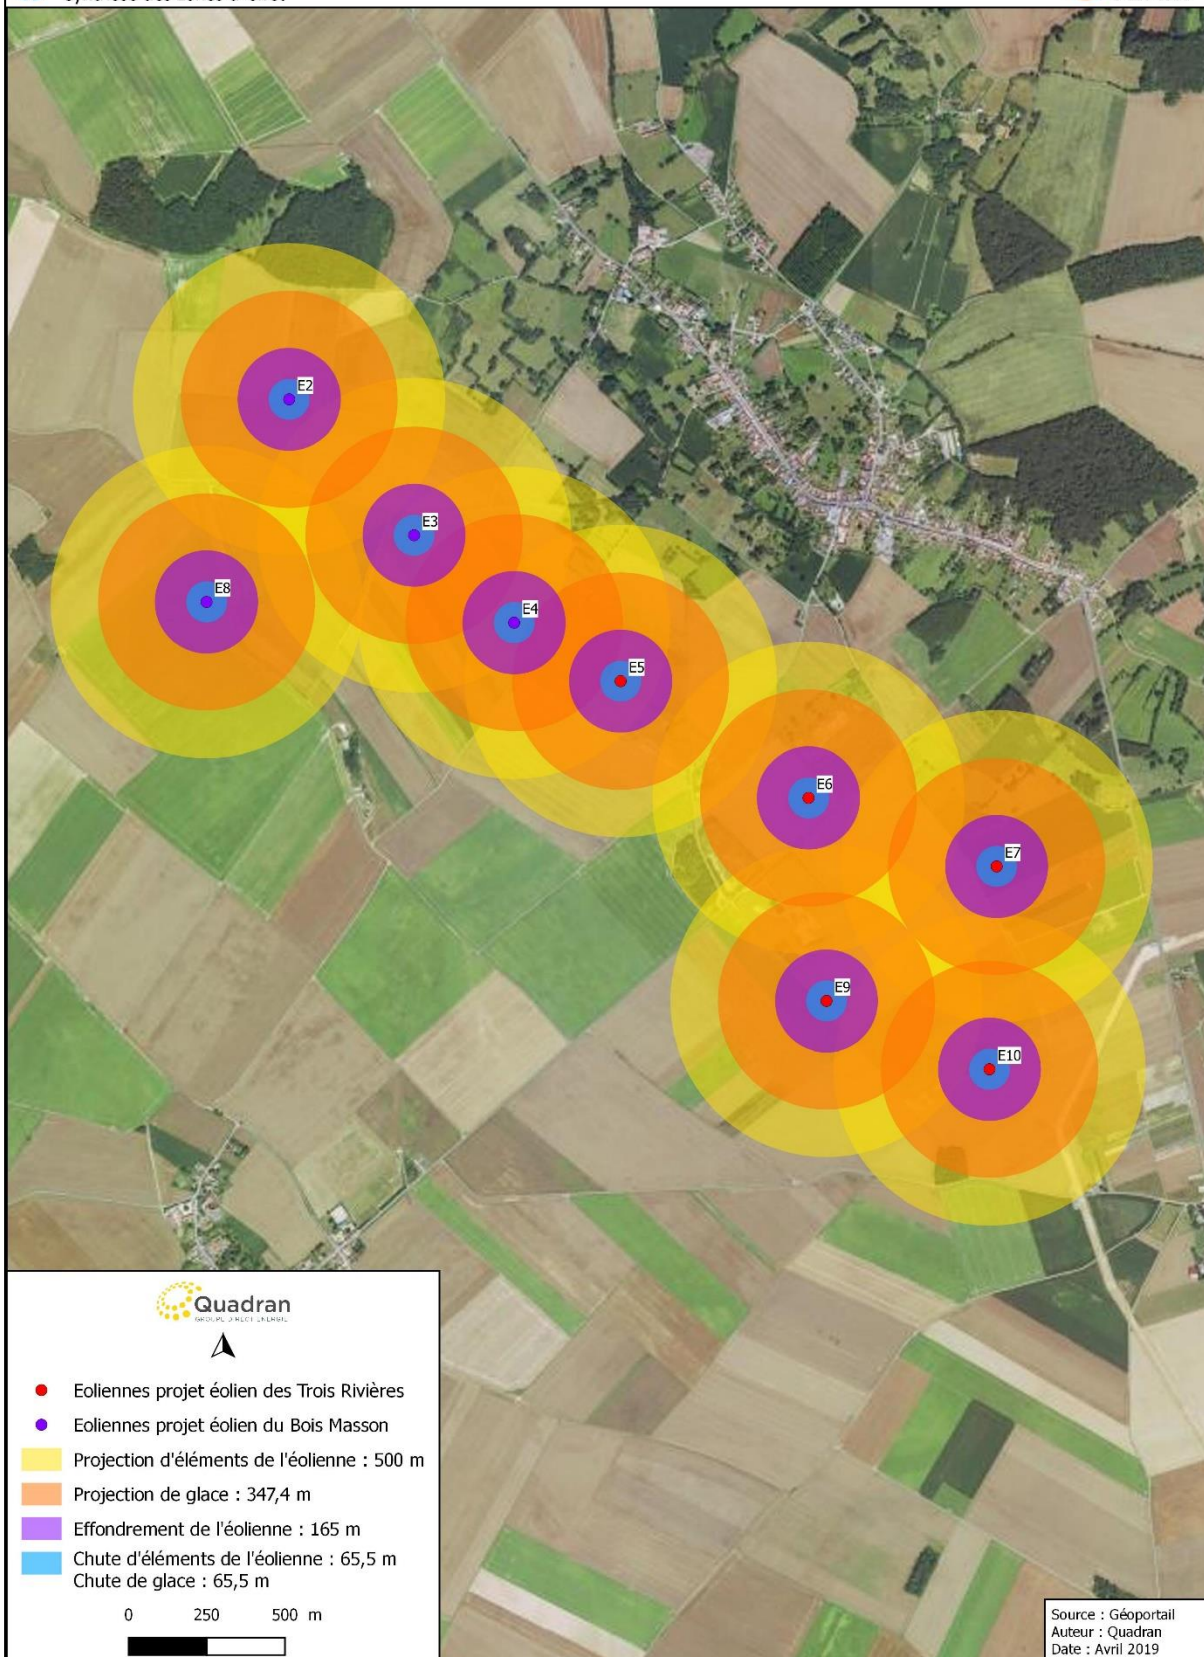 E2
E3
E8
E4
E5
E6
E7
E9
E10
Quadran
GROUPE DIRECT ENERGIE
Eoliennes projet éolien des Trois Rivières
Eoliennes projet éolien du Bois Masson
Projection d'éléments de l'éolienne : 500 m
Projection de glace : 347,4 m
Effondrement de l'éolienne : 165 m
Chute d'éléments de l'éolienne : 65,5 m
Chute de glace : 65,5 m
0 250 500 m
Source : Géoportail
Auteur : Quadran
Date : Avril 2019